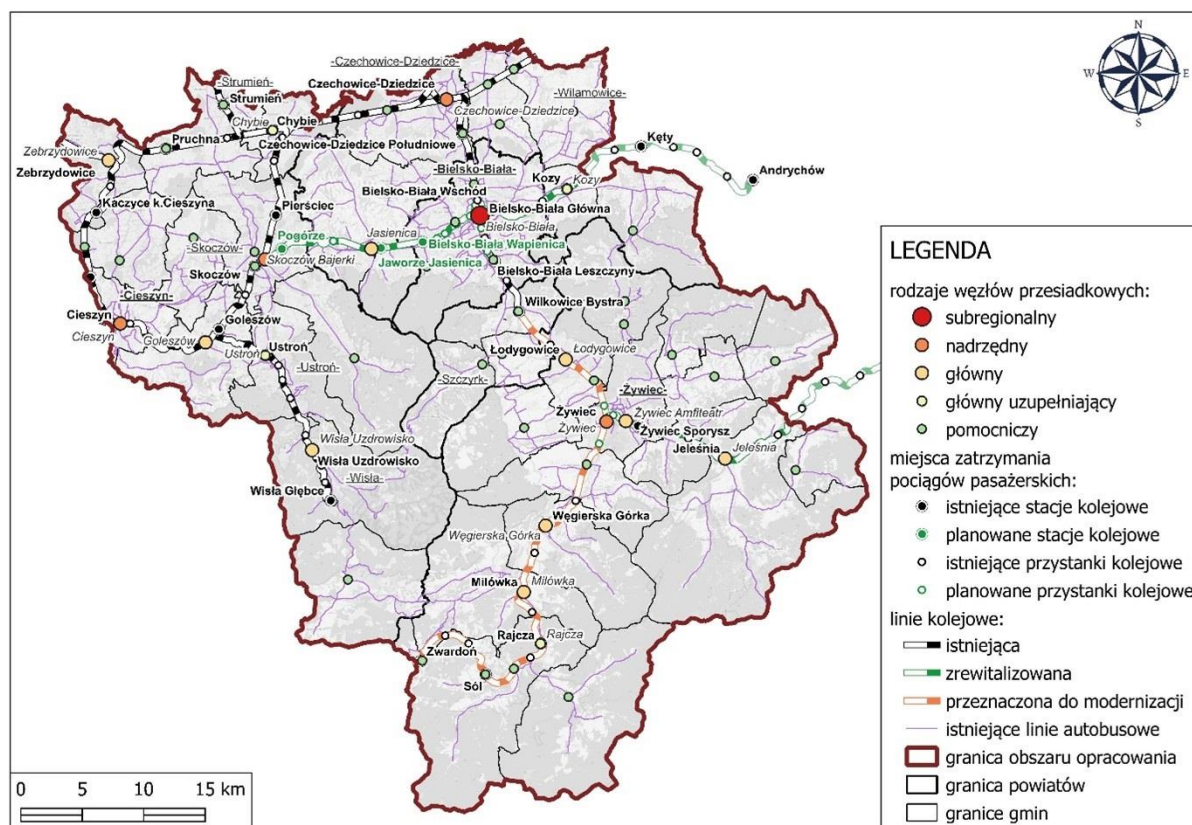 N
W
E
S
-Czechowice-Dziedzice-
Czechowice-Dziedzice
-Strumień-
Strumień
-Wilamowice-
Czechowice-Dziedzice
Chybie
Chybie
Pruchna
Kęty
Zebrzydowice
Czechowice-Dziedzice Południowe
Zebrzydowice
-Bielsko-Biała-
Kozy
Kozy
Andrychów
Bielsko-Biała Wschód
Kaczyce k.Cieszyna
Pierściec
Bielsko-Biała Główna
Bielsko-Biała
Pogórze
Jasienica
Bielsko-Biała Wapienica
-Skoczów-
Skoczów Bajerki
Jaworze Jasienica
Skoczów
Bielsko-Biała Leszczyny
-Cieszyn-
Wilkowice Bystra
Cieszyn
Cieszyn
Goleszów
Goleszów
Ustroń
Ustroń
-Ustroń-
Łodygowice
Łodygowice
-Szczyrk-
-Żywiec-
Żywiec
Żywiec Amfiteatr
Żywiec
Żywiec Sporysz
Wisła Uzdrowisko
Jeleśnia
Jeleśnia
Wisła Uzdrowisko
-Wisła-
Wisła Głębce
Węgierska Górka
Węgierska Górka
Milówka
Milówka
Rajcza
Rajcza
Zwardoń
Sól
0 5 10 15 km
LEGENDA
rodzaje węzłów przesiadkowych:
subregionalny
nadrzędny
główny
główny uzupełniający
pomocniczy
miejsca zatrzymania
pociągów pasażerskich:
istniejące stacje kolejowe
planowane stacje kolejowe
istniejące przystanki kolejowe
planowane przystanki kolejowe
linie kolejowe:
istniejąca
zrewitalizowana
przeznaczona do modernizacji
istniejące linie autobusowe
granica obszaru opracowania
granica powiatów
granice gmin